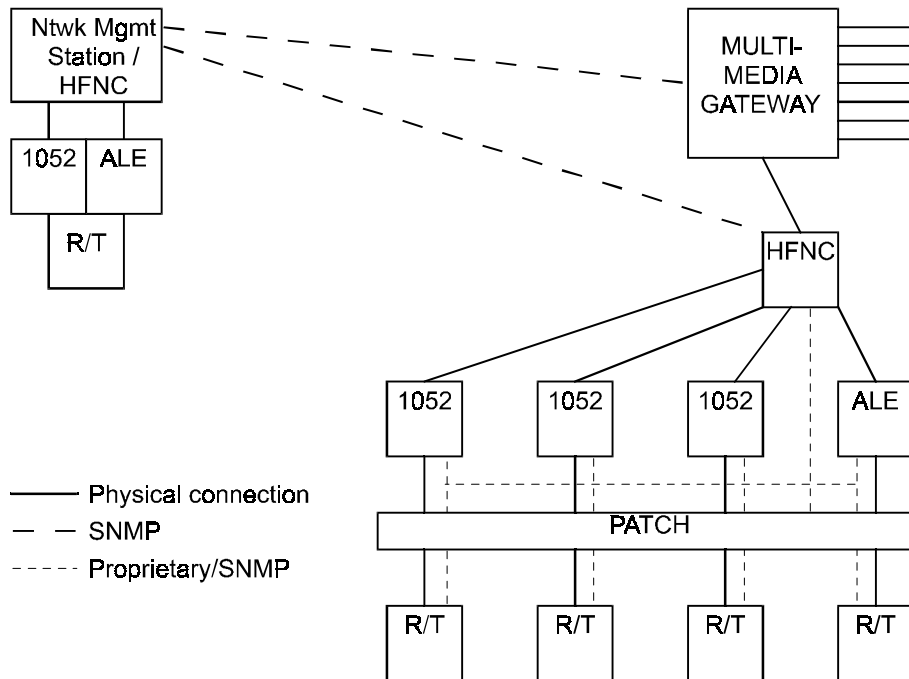 Ntwk Mgmt
Station /
HFNC
1052
ALE
R/T
MULTI-
MEDIA
GATEWAY
HFNC
1052
1052
1052
ALE
PATCH
R/T
R/T
R/T
R/T
Physical connection
SNMP
Proprietary/SNMP